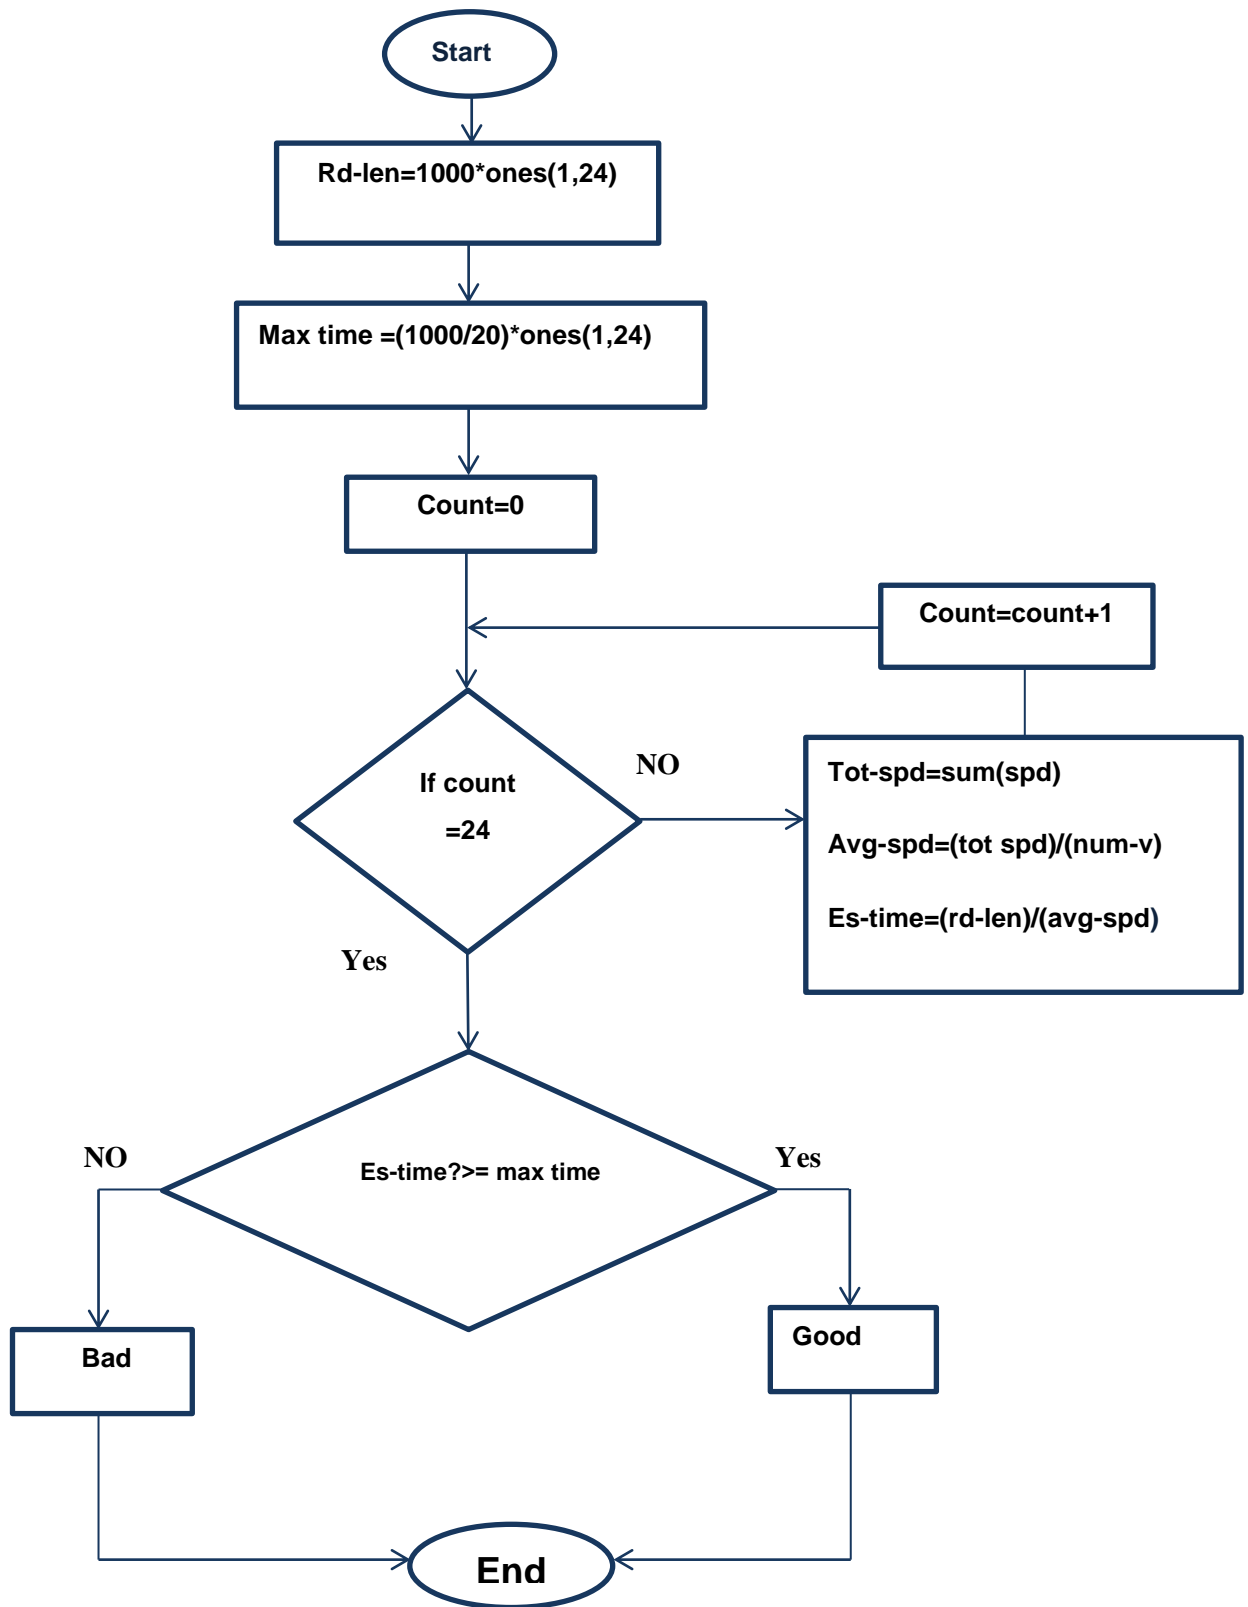 Start
Rd-len=1000*ones(1,24)
Max time =(1000/20)*ones(1,24)
Count=0
Count=count+1
If count
=24
NO
Tot-spd=sum(spd)
Avg-spd=(tot spd)/(num-v)
Es-time=(rd-len)/(avg-spd)
Yes
NO
Es-time?>= max time
Yes
Bad
Good
End